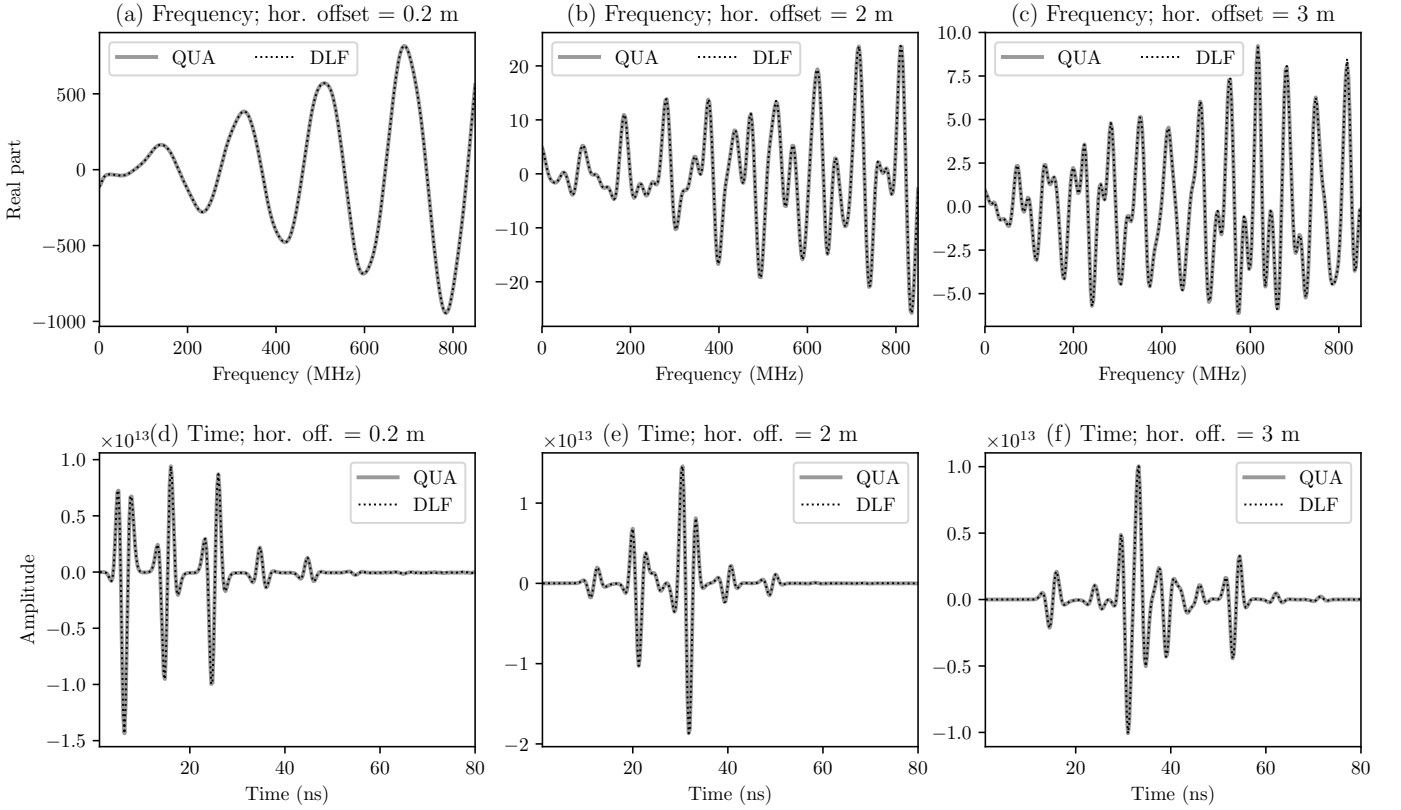 (a) Frequency; hor. offset = 0.2 m
(b) Frequency; hor. offset = 2 m
(c) Frequency; hor. offset = 3 m
QUA DLF
QUA DLF
QUA DLF
Real part
500
0
−500
−1000
20
10
0
−10
−20
10.0
7.5
5.0
2.5
0.0
−2.5
−5.0
0 200 400 600 800
0 200 400 600 800
0 200 400 600 800
Frequency (MHz)
Frequency (MHz)
Frequency (MHz)
×10¹³ (d) Time; hor. off. = 0.2 m
×10¹³ (e) Time; hor. off. = 2 m
×10¹³ (f) Time; hor. off. = 3 m
QUA
DLF
QUA
DLF
QUA
DLF
Amplitude
1.0
0.5
0.0
−0.5
−1.0
−1.5
1
0
−1
−2
1.0
0.5
0.0
−0.5
−1.0
20 40 60 80
20 40 60 80
20 40 60 80
Time (ns)
Time (ns)
Time (ns)